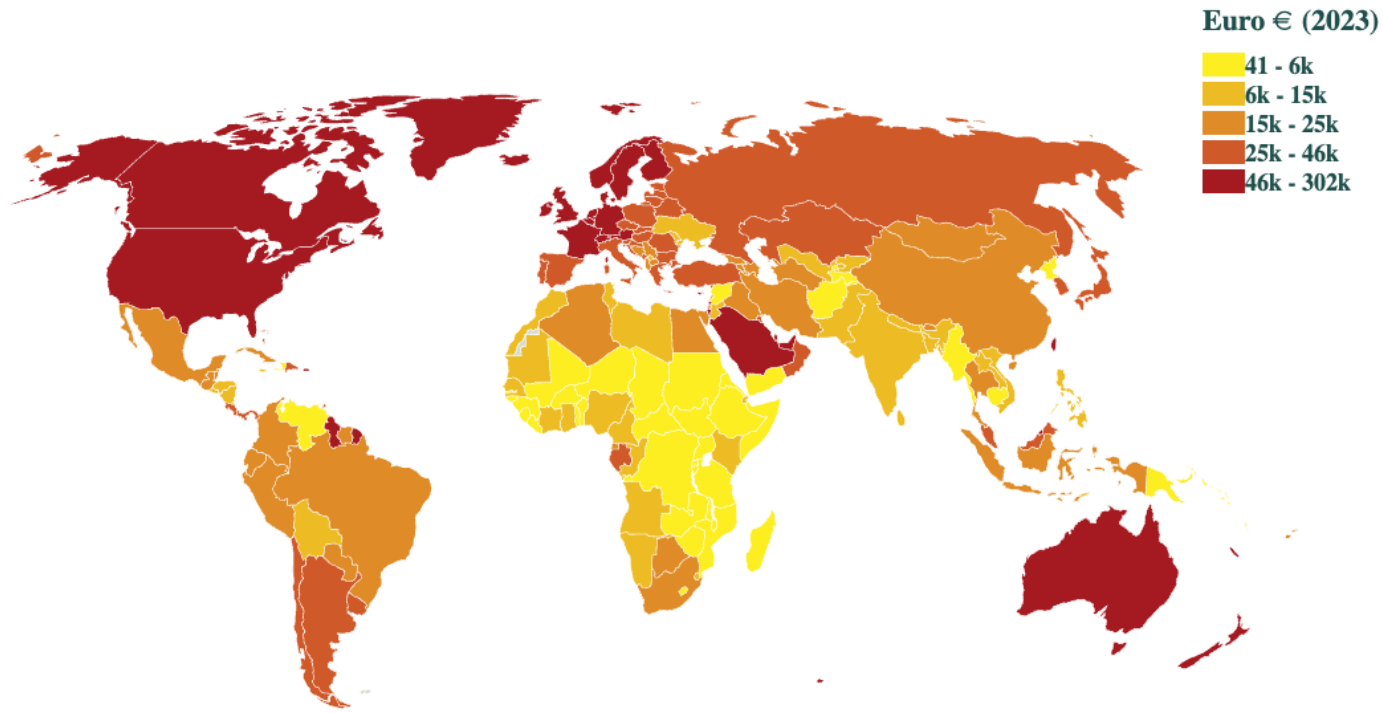 Euro € (2023)
41 - 6k
6k - 15k
15k - 25k
25k - 46k
46k - 302k